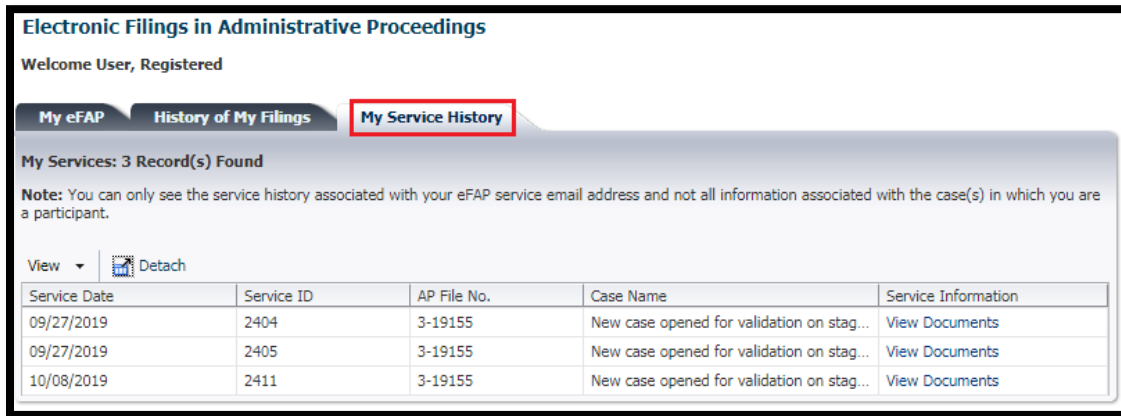 Electronic Filings in Administrative Proceedings
Welcome User, Registered
My eFAP History of My Filings My Service History
My Services: 3 Record(s) Found
Note: You can only see the service history associated with your eFAP service email address and not all information associated with the case(s) in which you are
a participant.
View Detach
Service Date Service ID AP File No. Case Name Service Information
09/27/2019 2404 3-19155 New case opened for validation on stag... View Documents
09/27/2019 2405 3-19155 New case opened for validation on stag... View Documents
10/08/2019 2411 3-19155 New case opened for validation on stag... View Documents